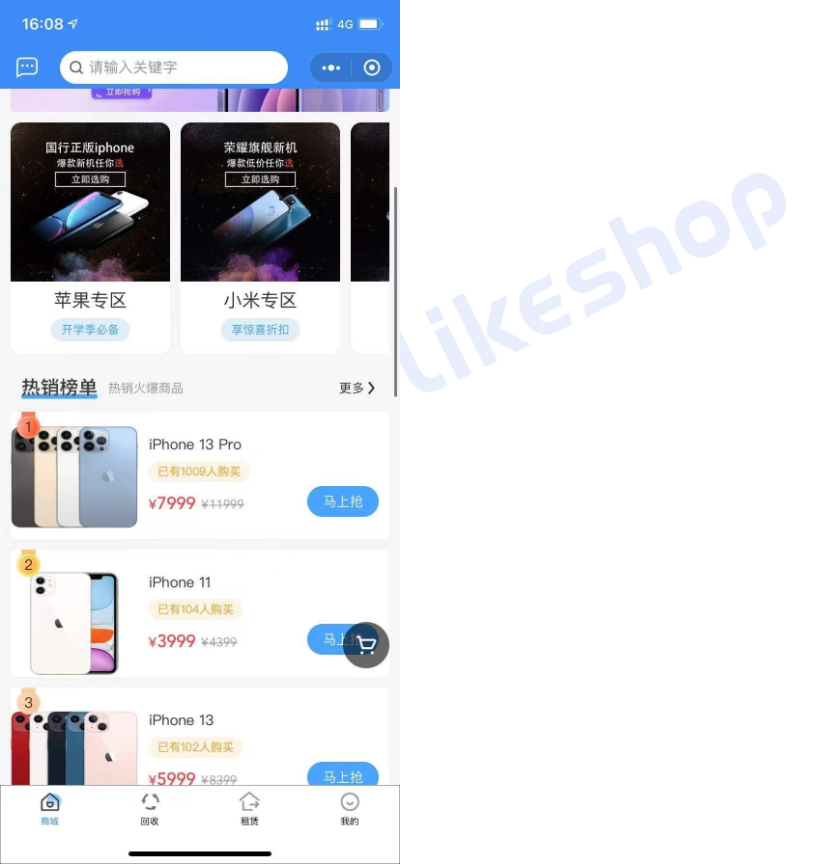 16:08
4G
请输入关键字
立即抢购
国行正版iphone
爆款新机任你选
立即选购
荣耀旗舰新机
爆款低价任你选
立即选购
苹果专区
开学季必备
小米专区
享惊喜折扣
likeshop
热销榜单 热销火爆商品 更多
1
iPhone 13 Pro
已有1009人购买
¥7999 ¥11999 马上抢
2
iPhone 11
已有104人购买
¥3999 ¥4399 马上抢
3
iPhone 13
已有102人购买
¥5999 ¥8399 马上抢
商城 回收 租赁 我的